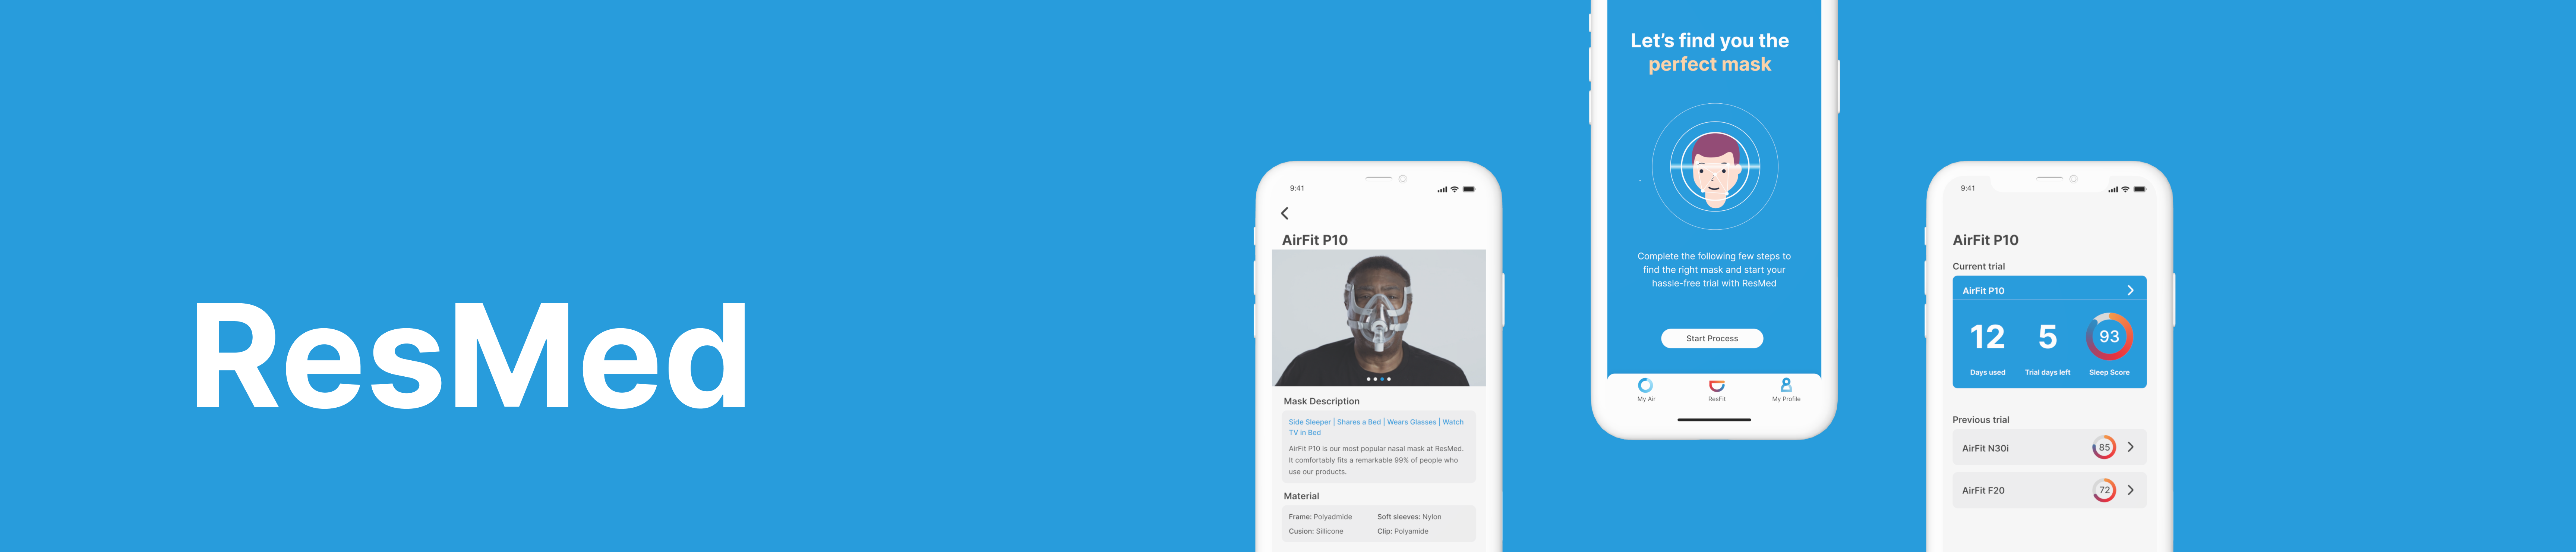 ResMed
9:41
AirFit P10
Mask Description
Side Sleeper | Shares a Bed | Wears Glasses | Watch
TV in Bed
AirFit P10 is our most popular nasal mask at ResMed.
It comfortably fits a remarkable 99% of people who
use our products.
Material
Frame: Polyadmide Soft sleeves: Nylon
Cusion: Sillicone Clip: Polyamide
Let's find you the
perfect mask
Complete the following few steps to
find the right mask and start your
hassle-free trial with ResMed
Start Process
My Air ResFit My Profile
9:41
AirFit P10
Current trial
AirFit P10
12 5 93
Days used Trial days left Sleep Score
Previous trial
AirFit N30i 85
AirFit F20 72